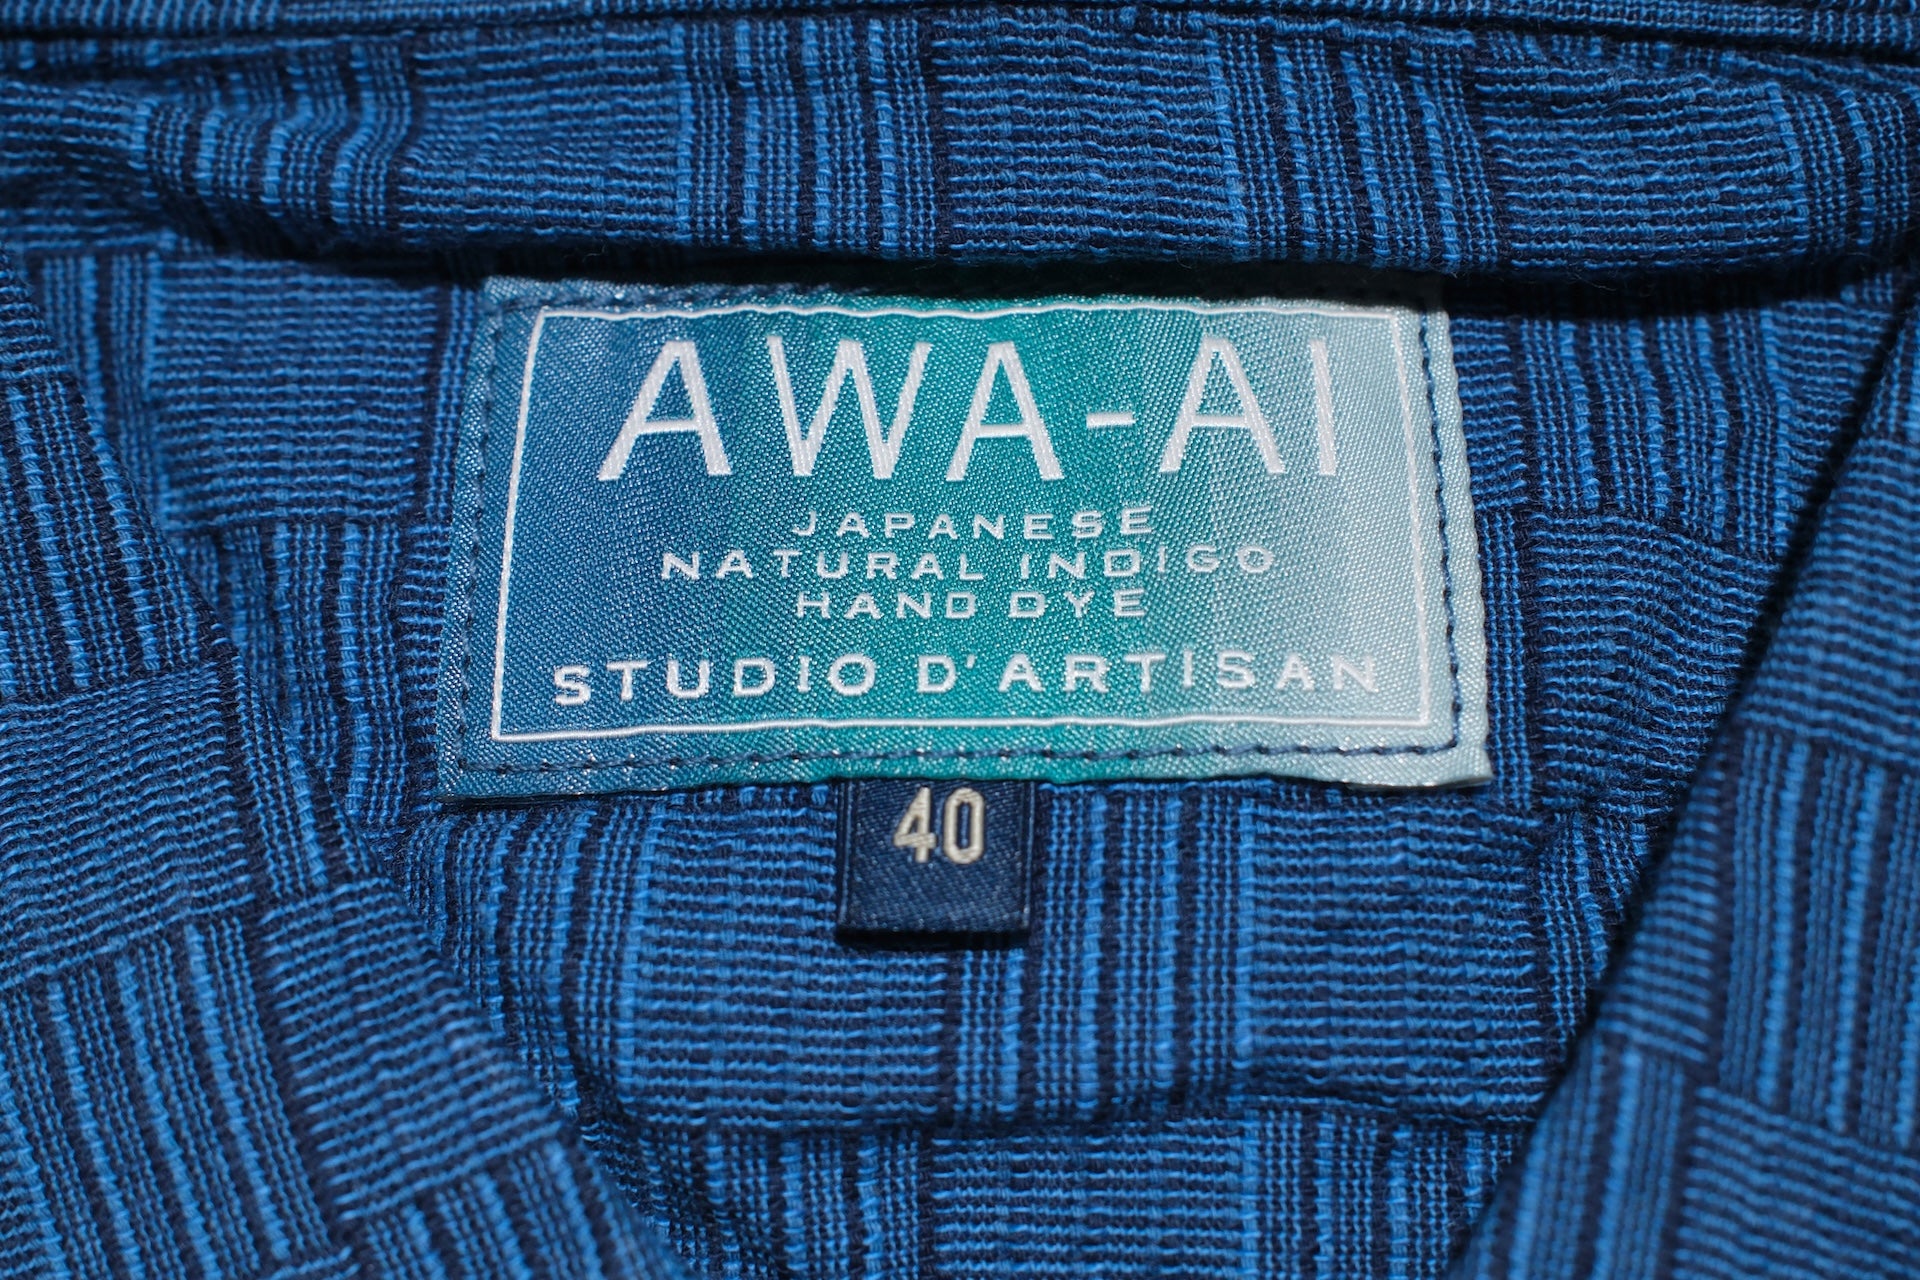 AWA-AI
JAPANESE
NATURAL INDIGO
HAND DYE
STUDIO D'ARTISAN
40